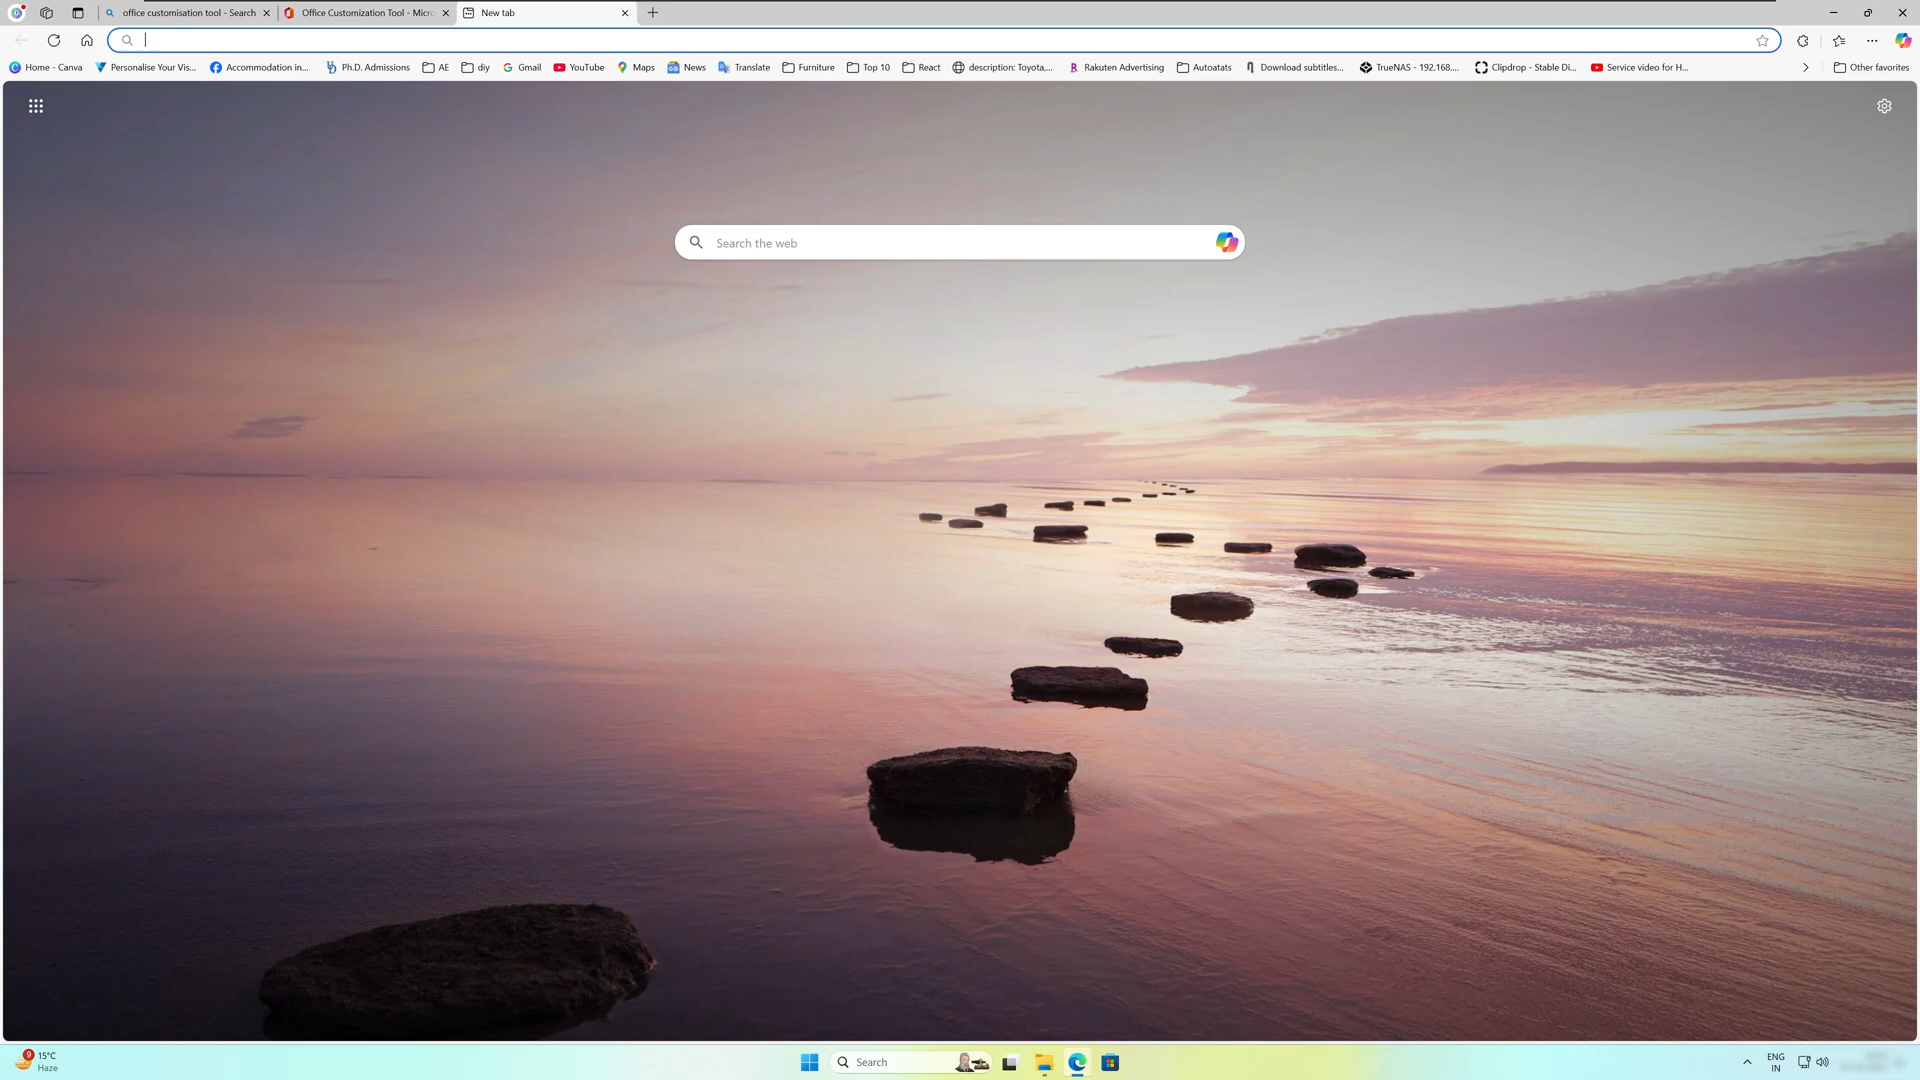 office customisation tool - Search
Office Customization Tool - Micro
New tab
Home - Canva
Personalise Your Vis...
Accommodation in...
Ph.D. Admissions
AE
diy
Gmail
YouTube
Maps
News
Translate
Furniture
Top 10
React
description: Toyota,...
Rakuten Advertising
Autoatats
Download subtitles...
TrueNAS - 192.168....
Clipdrop - Stable Di...
Service video for H...
Other favorites
Search the web
9
15°C
Haze
Search
ENG
IN